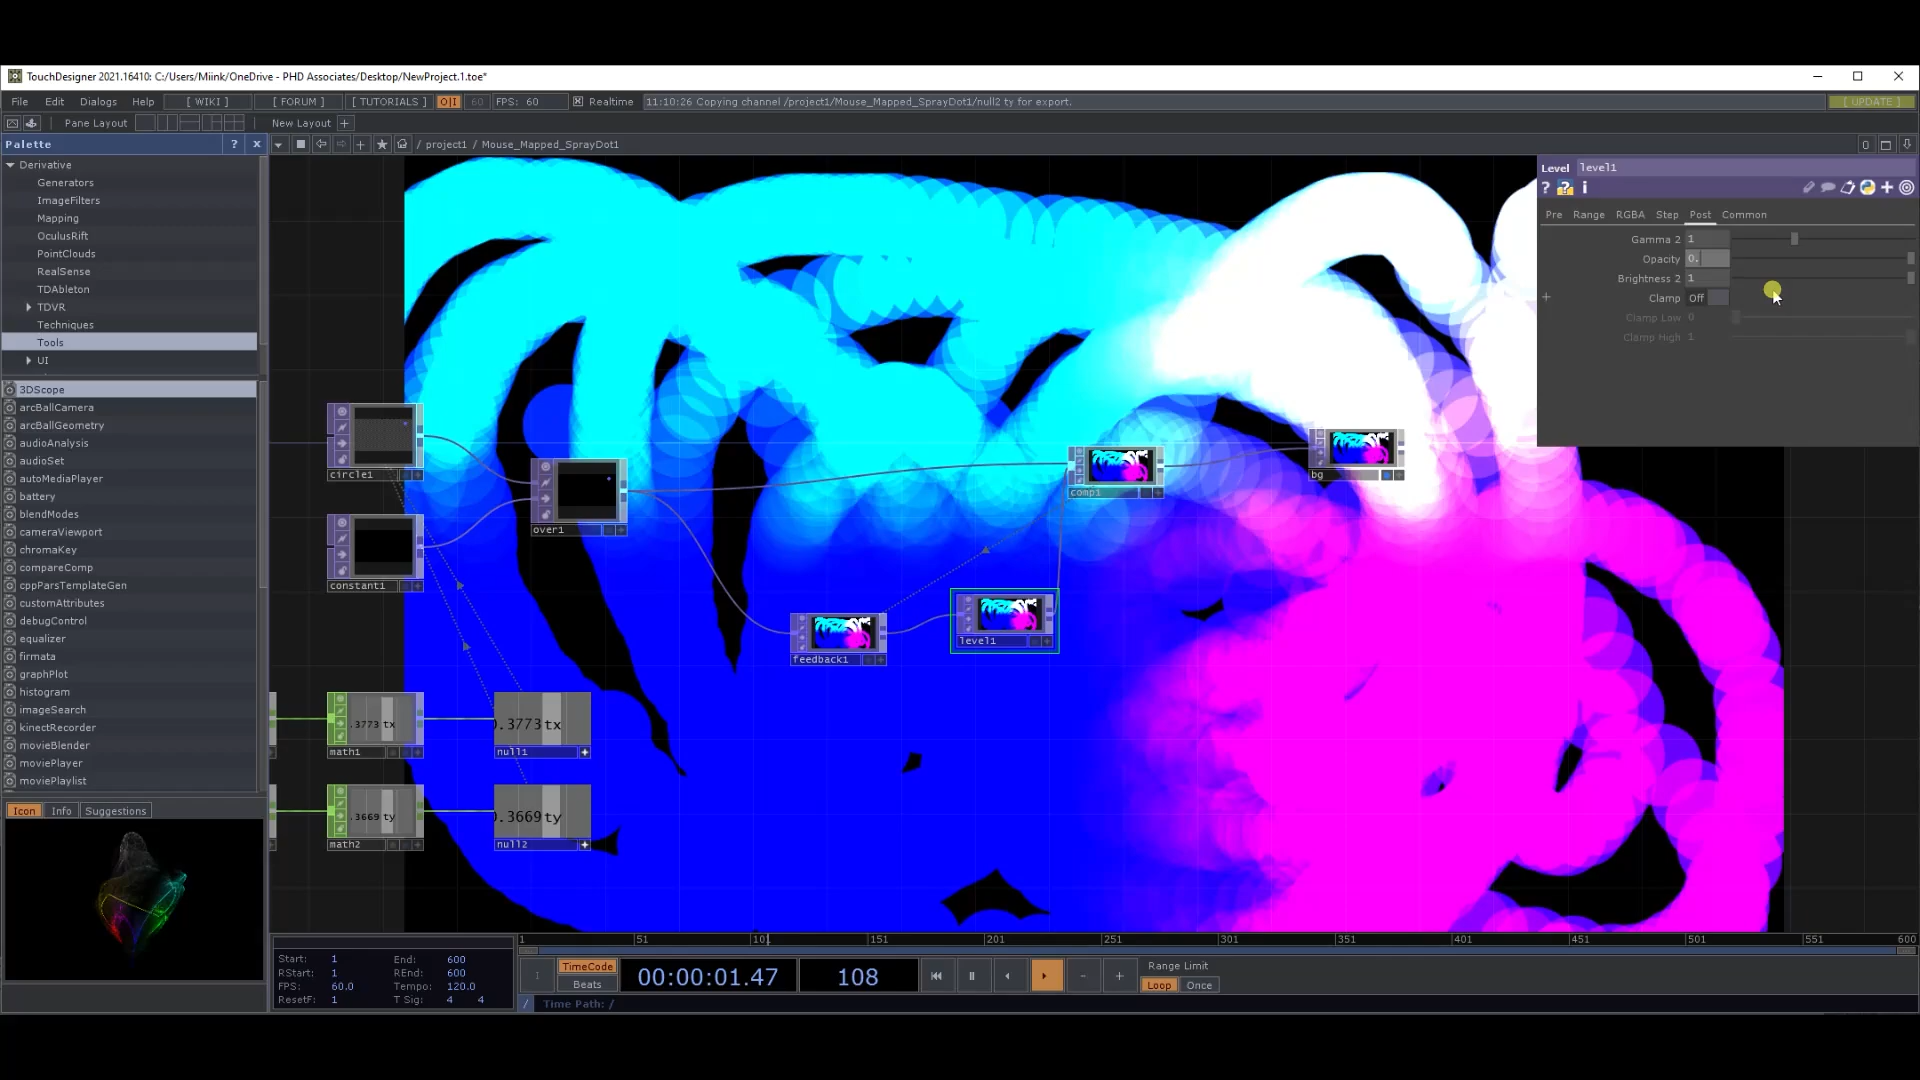 TouchDesigner 2021.16410: C:/Users/Miink/OneDrive - PHD Associates/Desktop/NewProject.1.toe*
File Edit Dialogs Help [ WIKI ] [ FORUM ] [ TUTORIALS ] O|I 60 FPS: 60 Realtime 11:10:26 Copying channel /project1/Mouse_Mapped_SprayDot1/null2 ty for export. [ UPDATE ]
Pane Layout New Layout +
Palette ? x / project1 / Mouse_Mapped_SprayDot1
Derivative
Generators
ImageFilters
Mapping
OculusRift
PointClouds
RealSense
TDAbleton
TDVR
Techniques
Tools
UI
3DScope
arcBallCamera
arcBallGeometry
audioAnalysis
audioSet
autoMediaPlayer
battery
blendModes
cameraViewport
chromaKey
compareComp
cppParsTemplateGen
customAttributes
debugControl
equalizer
firmata
graphPlot
histogram
imageSearch
kinectRecorder
movieBlender
moviePlayer
moviePlaylist
Icon Info Suggestions
circle1
constant1
over1
comp1
bg
feedback1
level1
.3773 tx
math1
0.3773 tx
null1
.3669 ty
math2
0.3669 ty
null2
Level level1
? ? i
Pre Range RGBA Step Post Common
Gamma 2 1
Opacity 0.
Brightness 2 1
Clamp Off
Clamp Low 0
Clamp High 1
1 51 101 151 201 251 301 351 401 451 501 551 600
Start: 1 End: 600
RStart: 1 REnd: 600
FPS: 60.0 Tempo: 120.0
ResetF: 1 T Sig: 4 4
TimeCode
Beats
00:00:01.47
108
Range Limit
Loop Once
/ Time Path: /